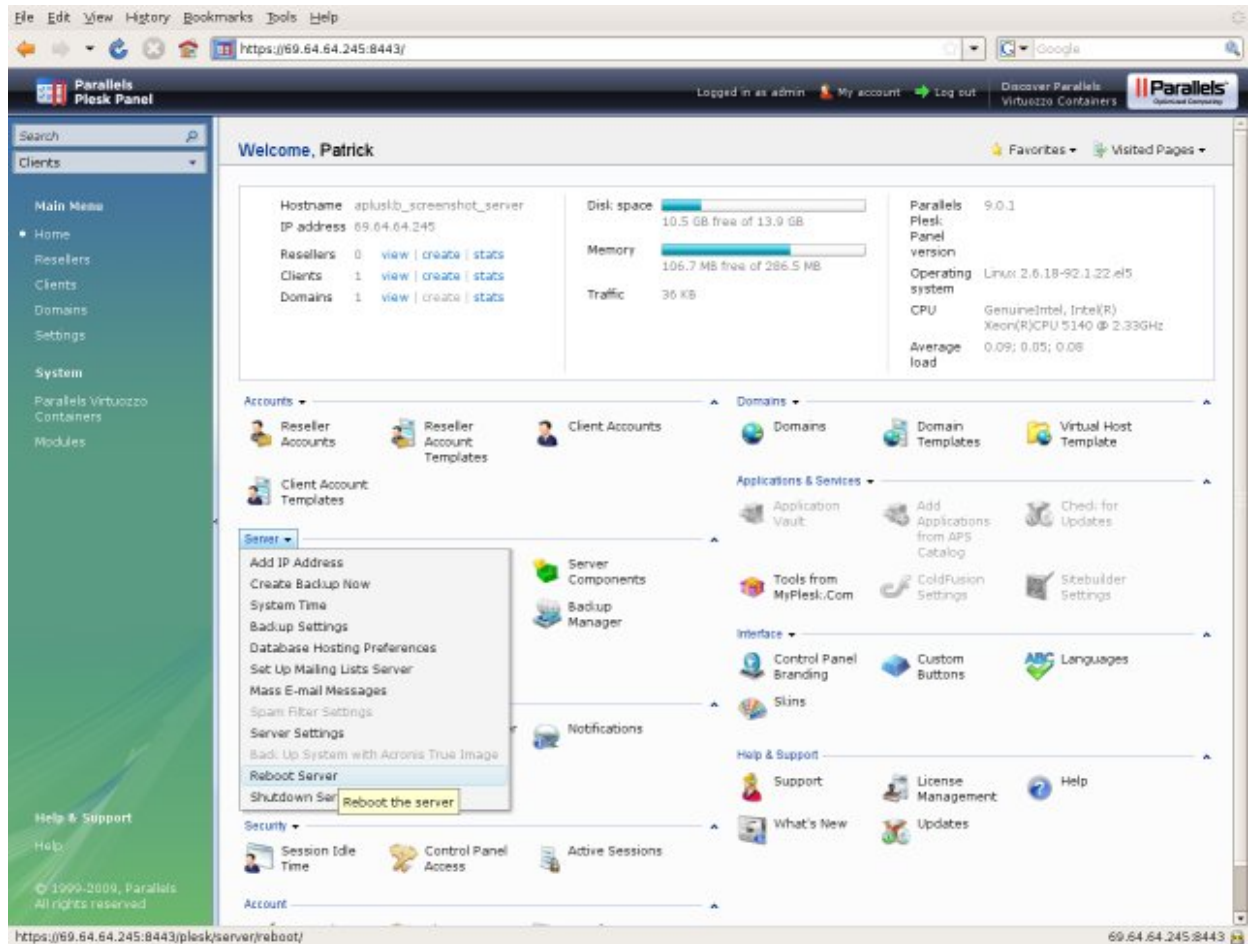 File Edit View History Bookmarks Tools Help
https://69.64.64.245:8443/
Google
Parallels Plesk Panel
Logged in as admin My account Log out
Discover Parallels Virtuozzo Containers
Parallels
Optimized Computing
Search
Clients
Main Menu
Home
Resellers
Clients
Domains
Settings
System
Parallels Virtuozzo Containers
Modules
Help & Support
Help
© 1999-2009, Parallels
All rights reserved
Welcome, Patrick
Favorites Visited Pages
Hostname apluskb_screenshot_server
IP address 69.64.64.245
Resellers 0 view | create | stats
Clients 1 view | create | stats
Domains 1 view | create | stats
Disk space
10.5 GB free of 13.9 GB
Memory
106.7 MB free of 286.5 MB
Traffic 36 KB
Parallels Plesk Panel version 9.0.1
Operating system Linux 2.6.18-92.1.22.el5
CPU GenuineIntel, Intel(R) Xeon(R)CPU 5140 @ 2.33GHz
Average load 0.09; 0.05; 0.08
Accounts
Reseller Accounts
Reseller Account Templates
Client Accounts
Client Account Templates
Server
Add IP Address
Create Backup Now
System Time
Backup Settings
Database Hosting Preferences
Set Up Mailing Lists Server
Mass E-mail Messages
Spam Filter Settings
Server Settings
Back Up System with Acronis True Image
Reboot Server
Shutdown Ser
Reboot the server
Server Components
Backup Manager
Notifications
Security
Session Idle Time
Control Panel Access
Active Sessions
Account
Domains
Domains
Domain Templates
Virtual Host Template
Applications & Services
Application Vault
Add Applications from APS Catalog
Check for Updates
Tools from MyPlesk.Com
ColdFusion Settings
Sitebuilder Settings
Interface
Control Panel Branding
Custom Buttons
ABC
Languages
Skins
Help & Support
Support
License Management
Help
What's New
Updates
https://69.64.64.245:8443/plesk/server/reboot/
69.64.64.245:8443